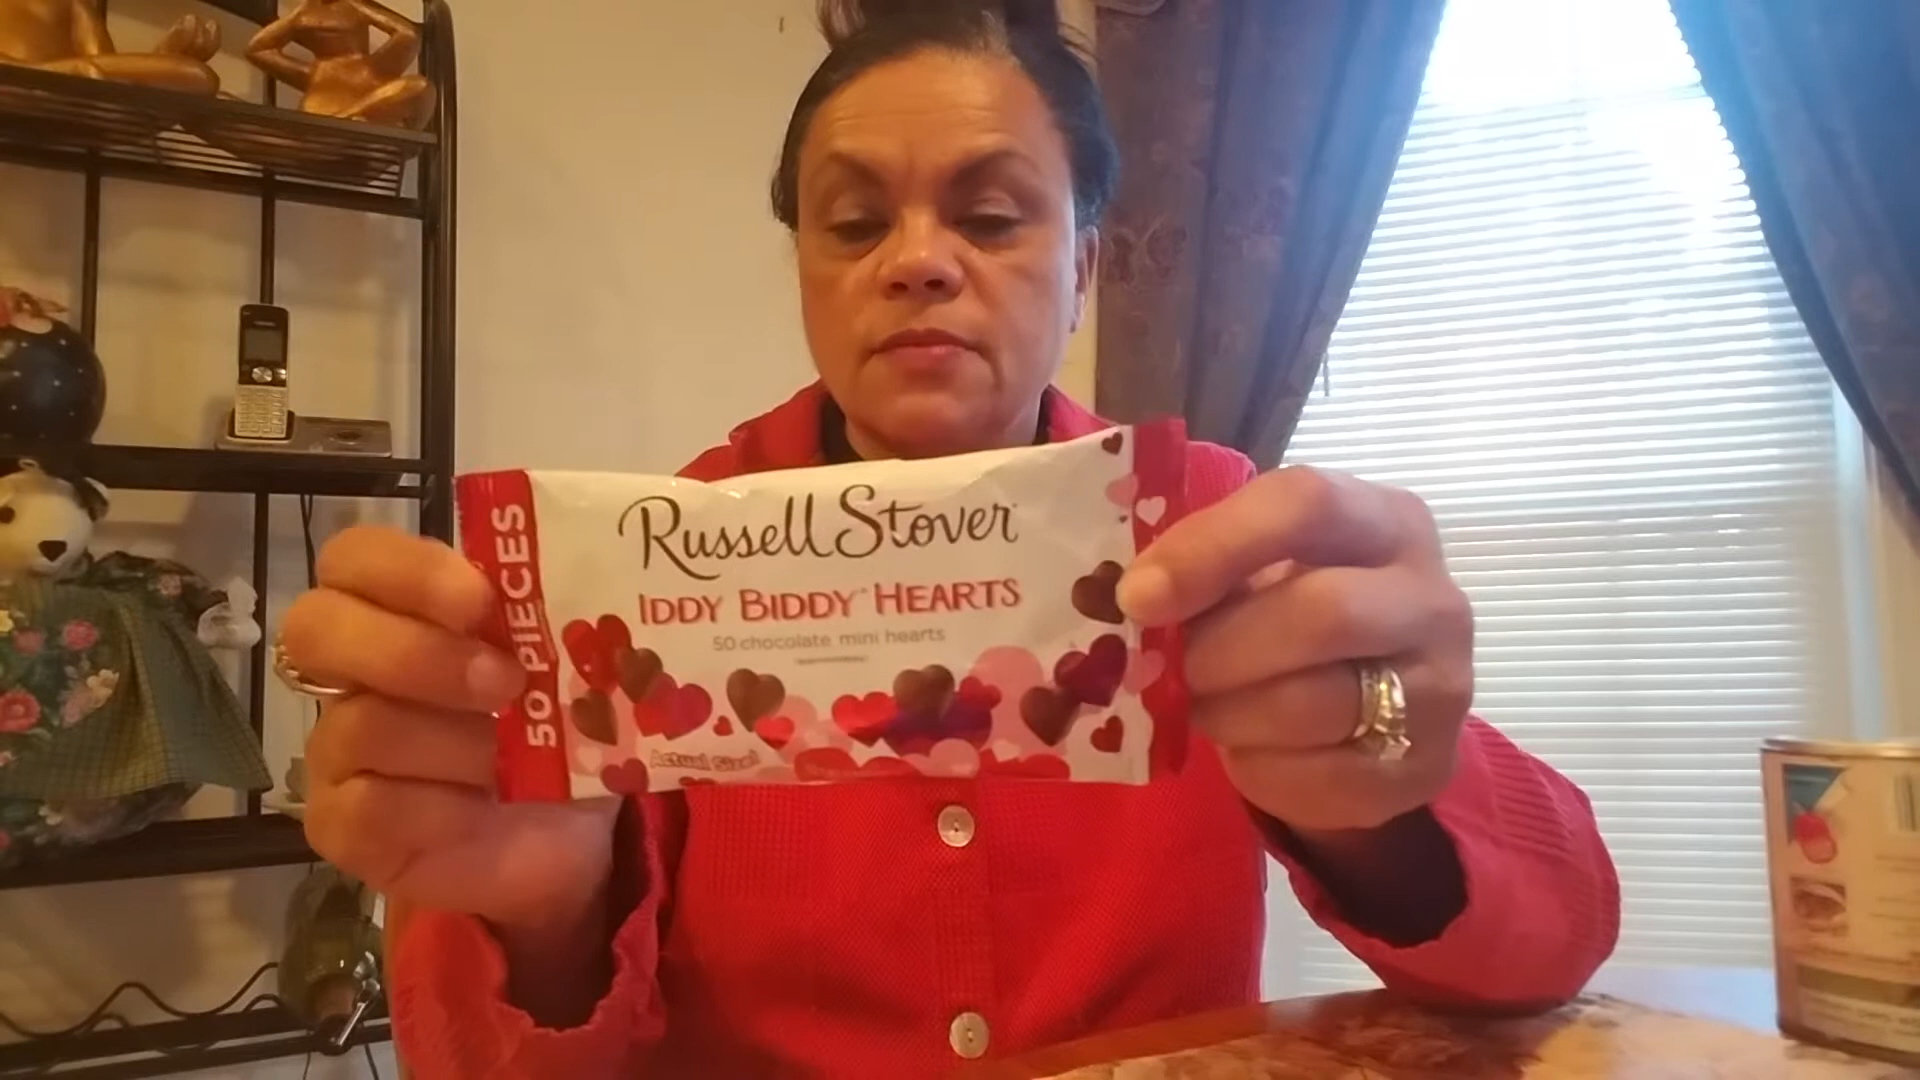 50 PIECES
Russell Stover
IDDY BIDDY HEARTS
50 chocolate mini hearts
Actual Size!